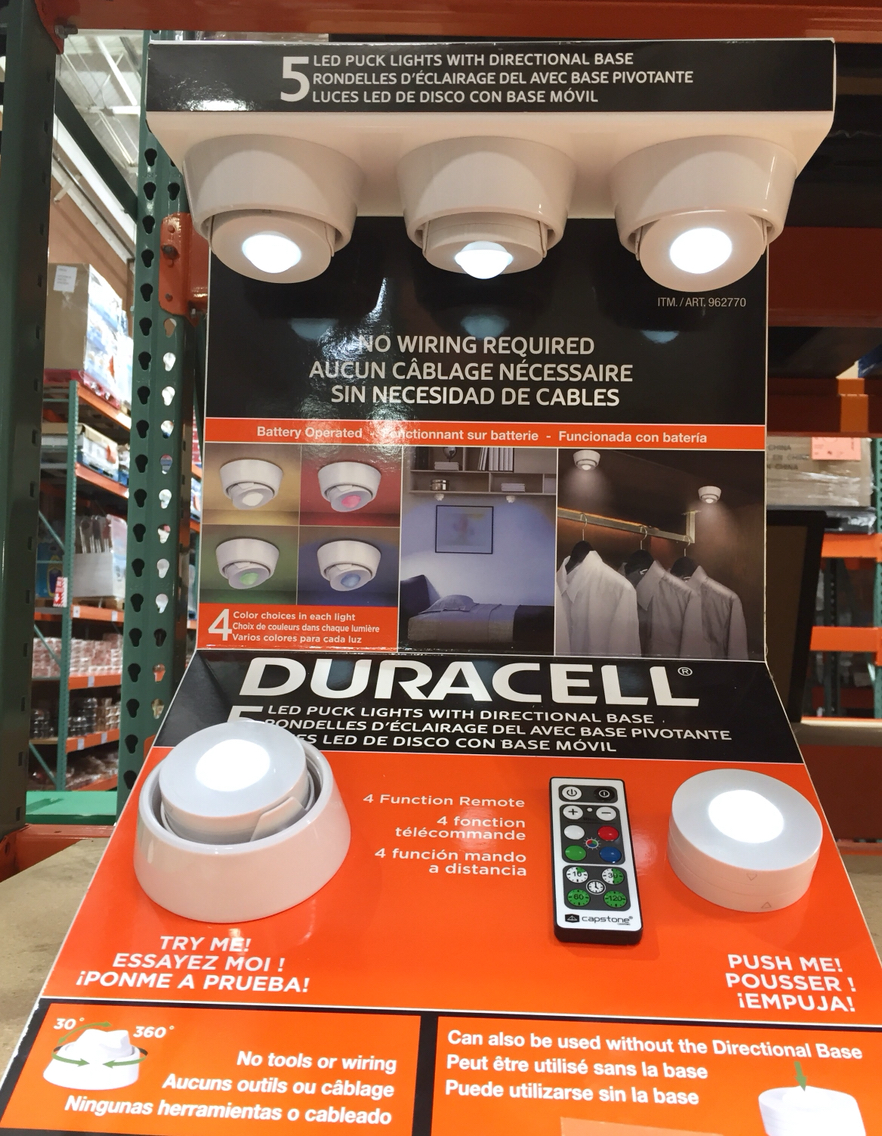 5 LED PUCK LIGHTS WITH DIRECTIONAL BASE
RONDELLES D'ÉCLAIRAGE DEL AVEC BASE PIVOTANTE
LUCES LED DE DISCO CON BASE MÓVIL
ITM. / ART. 962770
NO WIRING REQUIRED
AUCUN CÂBLAGE NÉCESSAIRE
SIN NECESIDAD DE CABLES
Battery Operated - Fonctionnant sur batterie - Funcionada con batería
4 Color choices in each light
Choix de couleurs dans chaque lumière
Varios colores para cada luz
DURACELL®
5 LED PUCK LIGHTS WITH DIRECTIONAL BASE
RONDELLES D'ÉCLAIRAGE DEL AVEC BASE PIVOTANTE
LED DE DISCO CON BASE MÓVIL
4 Function Remote
4 fonction
télécommande
4 función mando
a distancia
capstone
TRY ME!
ESSAYEZ MOI !
¡PONME A PRUEBA!
PUSH ME!
POUSSER !
¡EMPUJA!
30° 360°
No tools or wiring
Aucuns outils ou câblage
Ningunas herramientas o cableado
Can also be used without the Directional Base
Peut être utilisé sans la base
Puede utilizarse sin la base